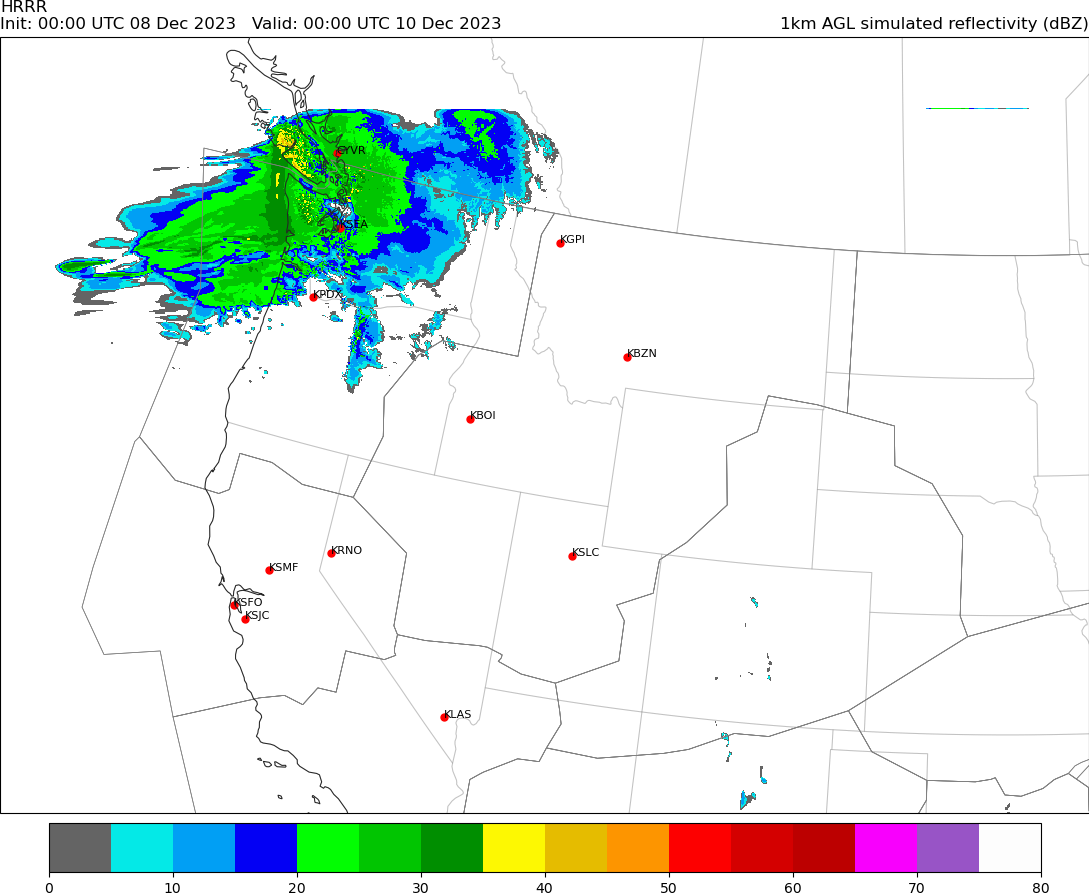 HRRR
Init: 00:00 UTC 08 Dec 2023   Valid: 00:00 UTC 10 Dec 2023   1km AGL simulated reflectivity (dBZ)
CYVR
KSEA
KGPI
KPDX
KBZN
KBOI
KRNO
KSLC
KSMF
KSFO
KSJC
KLAS
0 10 20 30 40 50 60 70 80